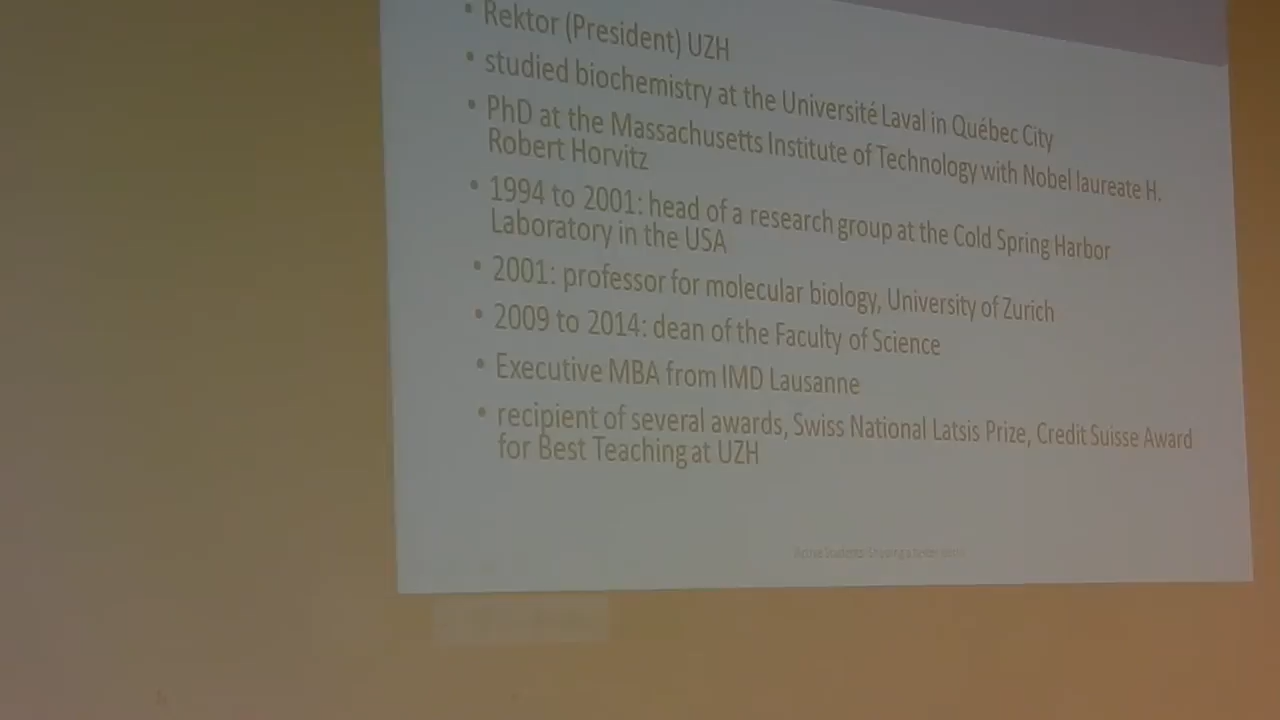 • Rektor (President) UZH
• studied biochemistry at the Université Laval in Québec City
• PhD at the Massachusetts Institute of Technology with Nobel laureate H.
Robert Horvitz
• 1994 to 2001: head of a research group at the Cold Spring Harbor
Laboratory in the USA
• 2001: professor for molecular biology, University of Zurich
• 2009 to 2014: dean of the Faculty of Science
• Executive MBA from IMD Lausanne
• recipient of several awards, Swiss National Latsis Prize, Credit Suisse Award
for Best Teaching at UZH